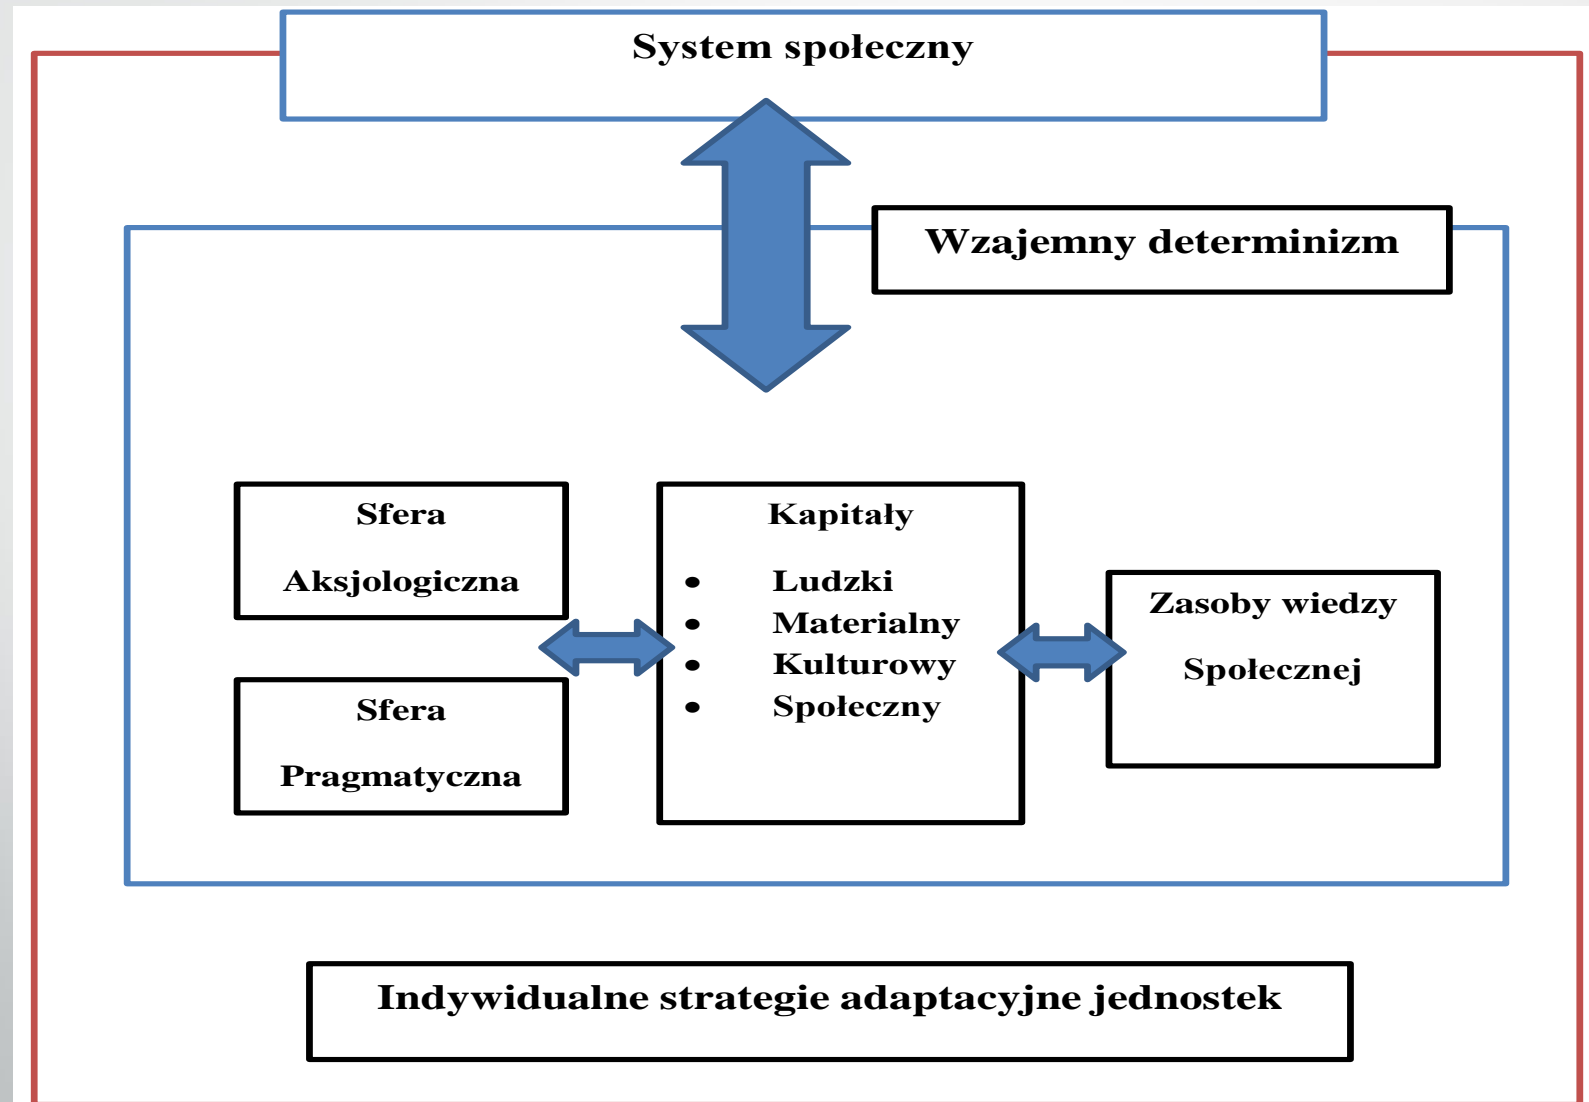 System społeczny
Wzajemny determinizm
Sfera
Aksjologiczna
Sfera
Pragmatyczna
Kapitały
• Ludzki
• Materialny
• Kulturowy
• Społeczny
Zasoby wiedzy
Społecznej
Indywidualne strategie adaptacyjne jednostek